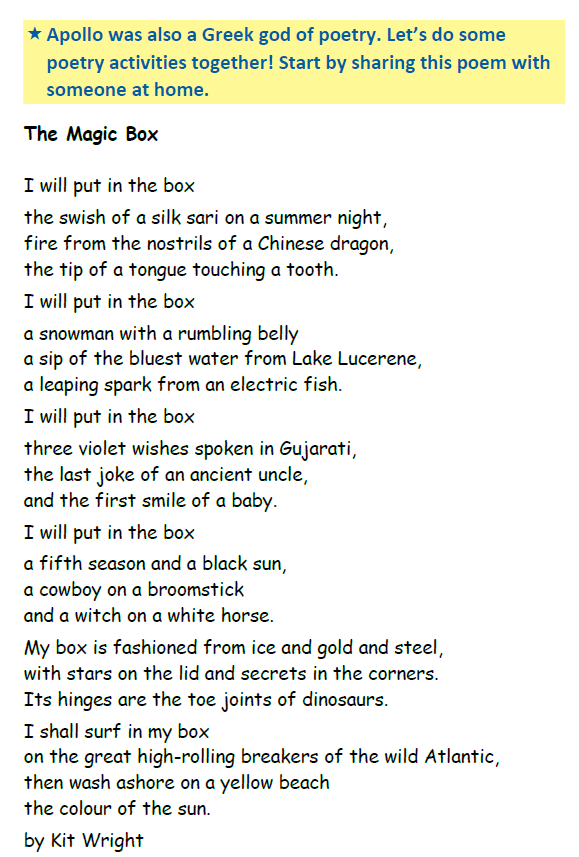 ★ Apollo was also a Greek god of poetry. Let's do some
poetry activities together! Start by sharing this poem with
someone at home.
The Magic Box
I will put in the box
the swish of a silk sari on a summer night,
fire from the nostrils of a Chinese dragon,
the tip of a tongue touching a tooth.
I will put in the box
a snowman with a rumbling belly
a sip of the bluest water from Lake Lucerene,
a leaping spark from an electric fish.
I will put in the box
three violet wishes spoken in Gujarati,
the last joke of an ancient uncle,
and the first smile of a baby.
I will put in the box
a fifth season and a black sun,
a cowboy on a broomstick
and a witch on a white horse.
My box is fashioned from ice and gold and steel,
with stars on the lid and secrets in the corners.
Its hinges are the toe joints of dinosaurs.
I shall surf in my box
on the great high-rolling breakers of the wild Atlantic,
then wash ashore on a yellow beach
the colour of the sun.
by Kit Wright